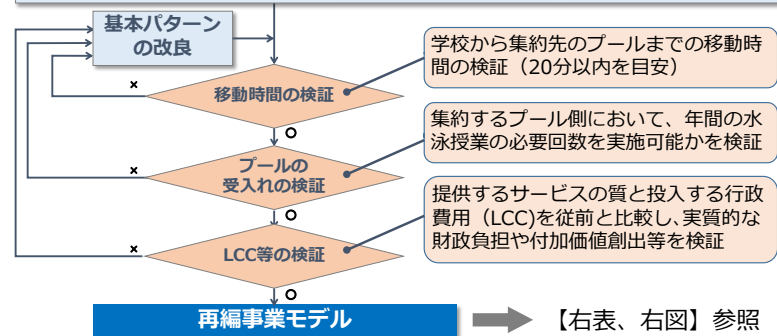 基本パターン
の改良
学校から集約先のプールまでの移動時
間の検証（20分以内を目安）
×
移動時間の検証
○
集約するプール側において、年間の水
泳授業の必要回数を実施可能かを検証
×
プールの
受入れの検証
○
提供するサービスの質と投入する行政
費用（LCC)を従前と比較し、実質的な
財政負担や付加価値創出等を検証
×
LCC等の検証
○
再編事業モデル
【右表、右図】参照